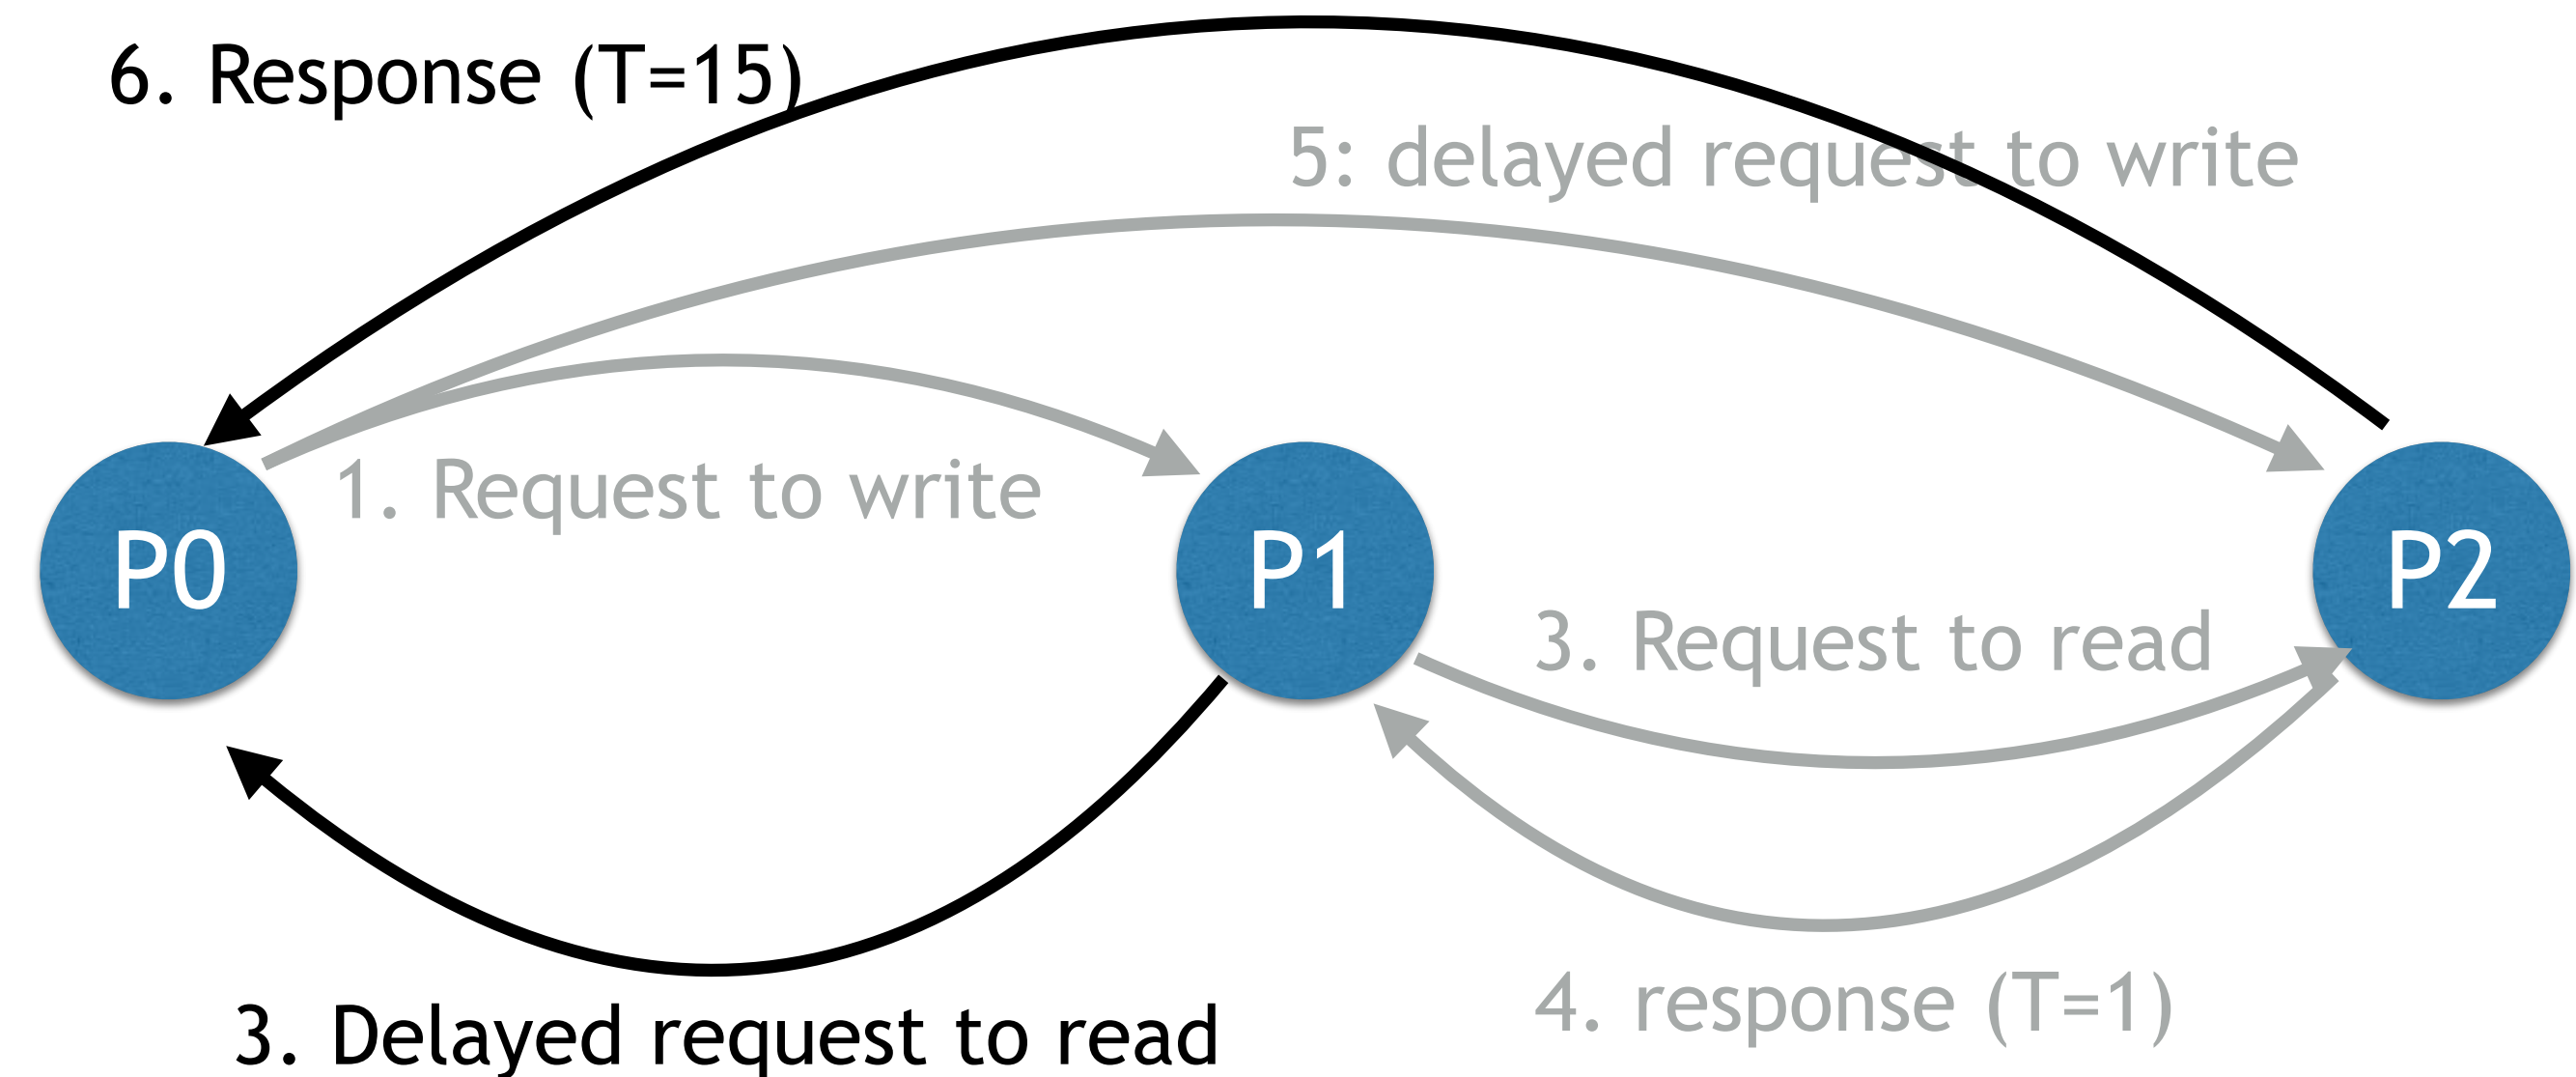 6. Response (T=15)
5: delayed request to write
1. Request to write
P0
P1
P2
3. Request to read
4. response (T=1)
3. Delayed request to read